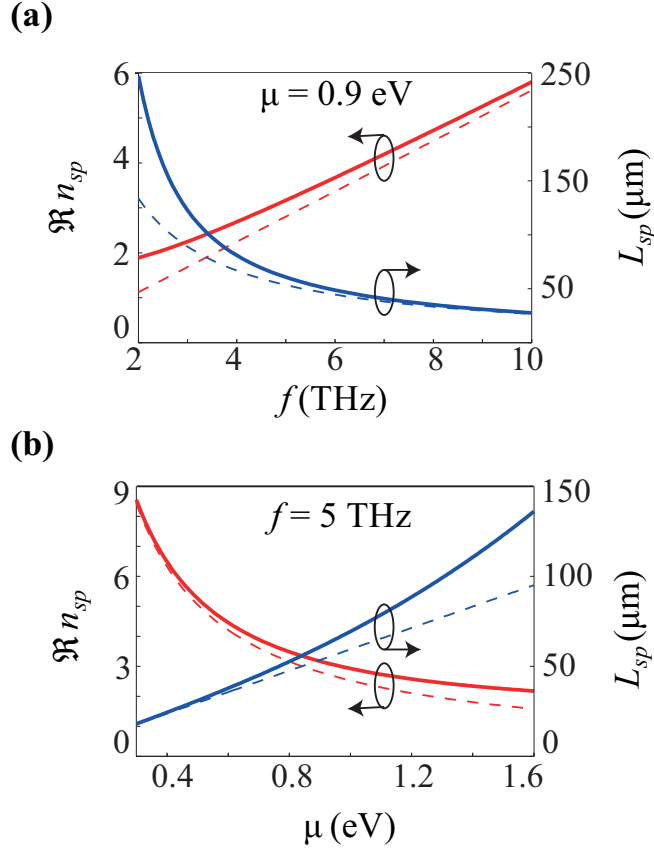 (a)
μ = 0.9 eV
ℜ n_sp
6
4
2
0
250
150
50
L_sp (μm)
2
4
6
8
10
f (THz)
(b)
f = 5 THz
ℜ n_sp
9
6
3
0
150
100
50
0
L_sp (μm)
0.4
0.8
1.2
1.6
μ (eV)